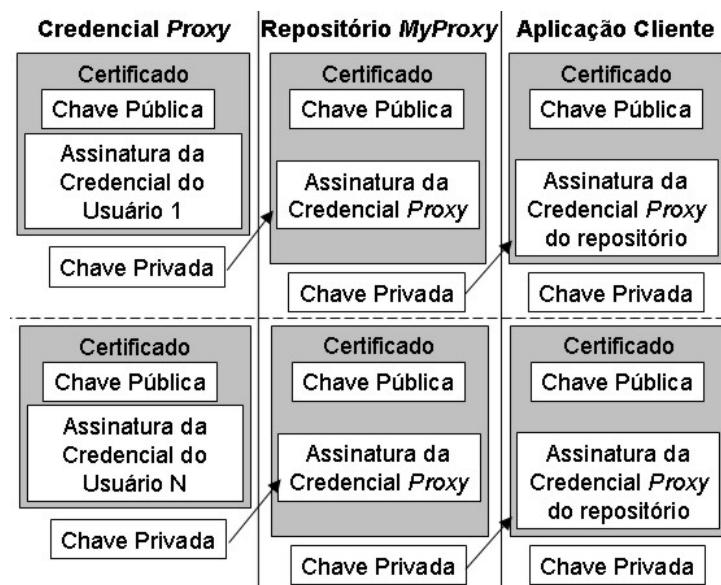 Credencial Proxy
Repositório MyProxy
Aplicação Cliente
Certificado
Chave Pública
Assinatura da
Credencial do
Usuário 1
Chave Privada
Certificado
Chave Pública
Assinatura da
Credencial Proxy
Chave Privada
Certificado
Chave Pública
Assinatura da
Credencial Proxy
do repositório
Chave Privada
Certificado
Chave Pública
Assinatura da
Credencial do
Usuário N
Chave Privada
Certificado
Chave Pública
Assinatura da
Credencial Proxy
Chave Privada
Certificado
Chave Pública
Assinatura da
Credencial Proxy
do repositório
Chave Privada